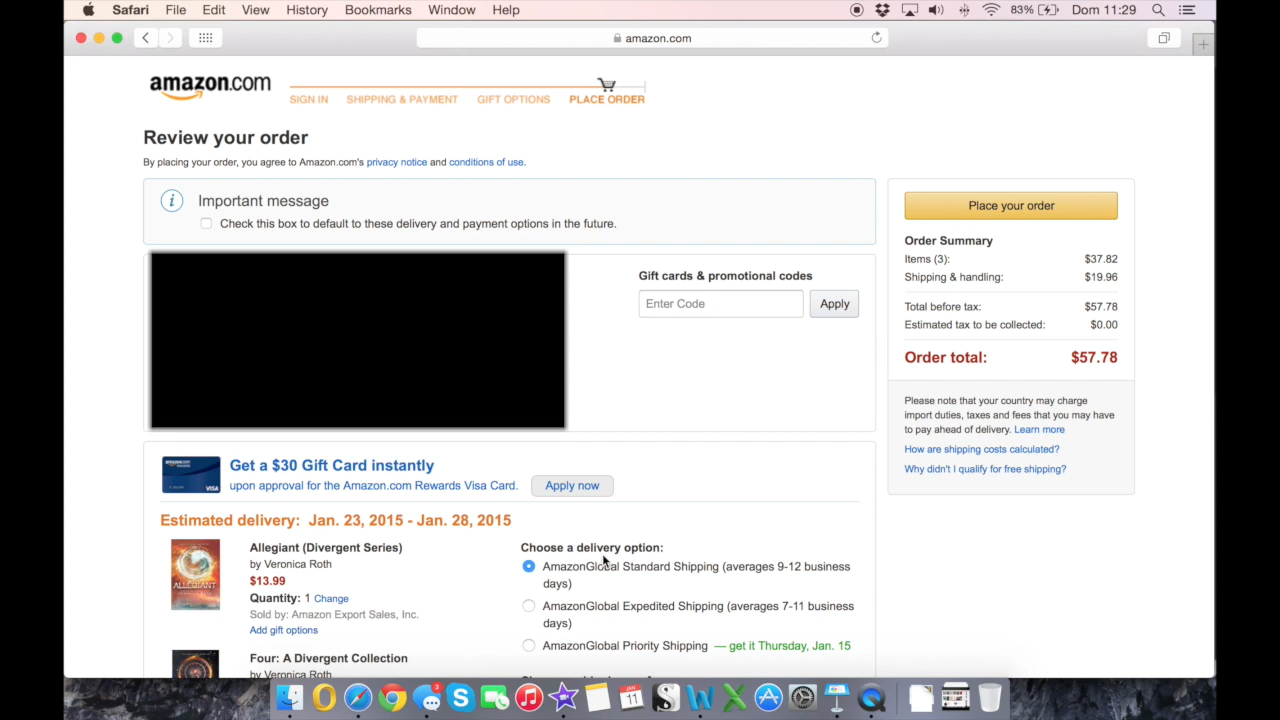 Safari File Edit View History Bookmarks Window Help 83% Dom 11:29
amazon.com
amazon.com
SIGN IN SHIPPING & PAYMENT GIFT OPTIONS PLACE ORDER
Review your order
By placing your order, you agree to Amazon.com's privacy notice and conditions of use.
Important message
Check this box to default to these delivery and payment options in the future.
Gift cards & promotional codes
Enter Code Apply
Get a $30 Gift Card instantly
upon approval for the Amazon.com Rewards Visa Card. Apply now
VISA
Estimated delivery: Jan. 23, 2015 - Jan. 28, 2015
ALLEGIANT
Allegiant (Divergent Series)
by Veronica Roth
$13.99
Quantity: 1 Change
Sold by: Amazon Export Sales, Inc.
Add gift options
Four: A Divergent Collection
by Veronica Roth
Choose a delivery option:
AmazonGlobal Standard Shipping (averages 9-12 business
days)
AmazonGlobal Expedited Shipping (averages 7-11 business
days)
AmazonGlobal Priority Shipping — get it Thursday, Jan. 15
Place your order
Order Summary
Items (3): $37.82
Shipping & handling: $19.96
Total before tax: $57.78
Estimated tax to be collected: $0.00
Order total: $57.78
Please note that your country may charge
import duties, taxes and fees that you may have
to pay ahead of delivery. Learn more
How are shipping costs calculated?
Why didn't I qualify for free shipping?
3
JAN
11